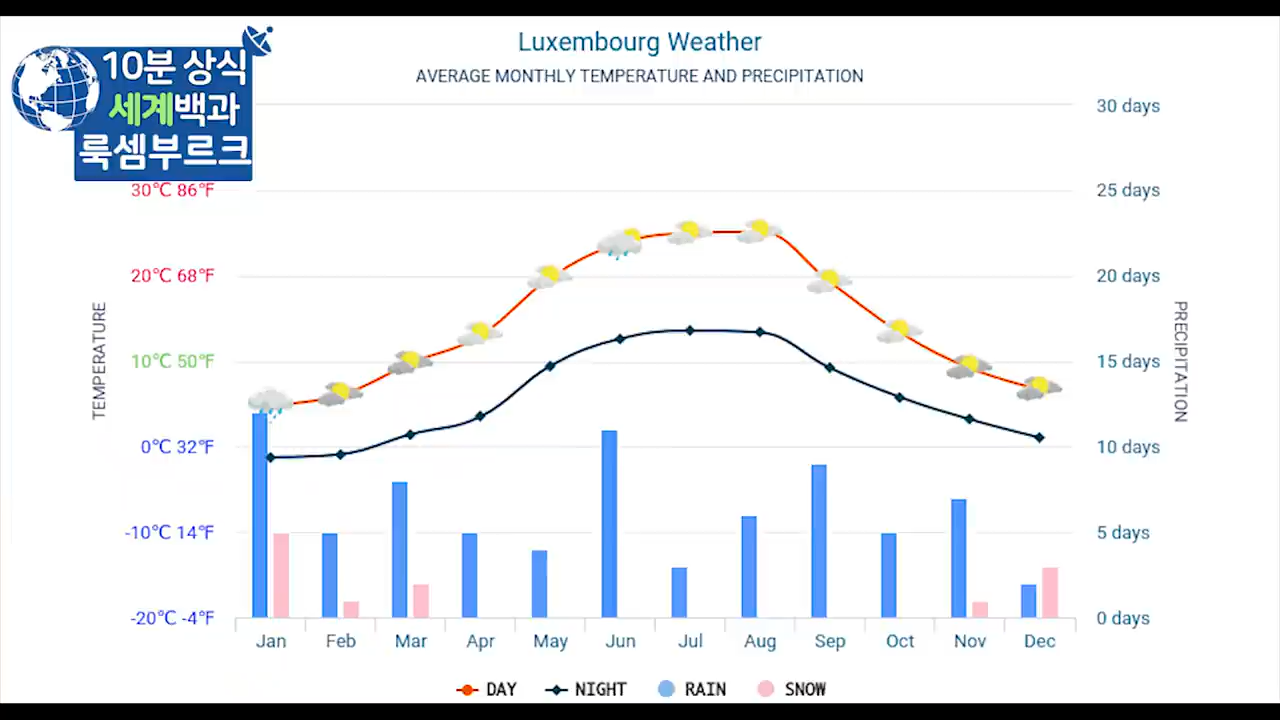 10분 상식
세계백과
룩셈부르크
Luxembourg Weather
AVERAGE MONTHLY TEMPERATURE AND PRECIPITATION
30 days
30℃ 86℉
25 days
20℃ 68℉
20 days
10℃ 50℉
15 days
0℃ 32℉
10 days
-10℃ 14℉
5 days
-20℃ -4℉
0 days
TEMPERATURE
PRECIPITATION
Jan Feb Mar Apr May Jun Jul Aug Sep Oct Nov Dec
DAY NIGHT RAIN SNOW